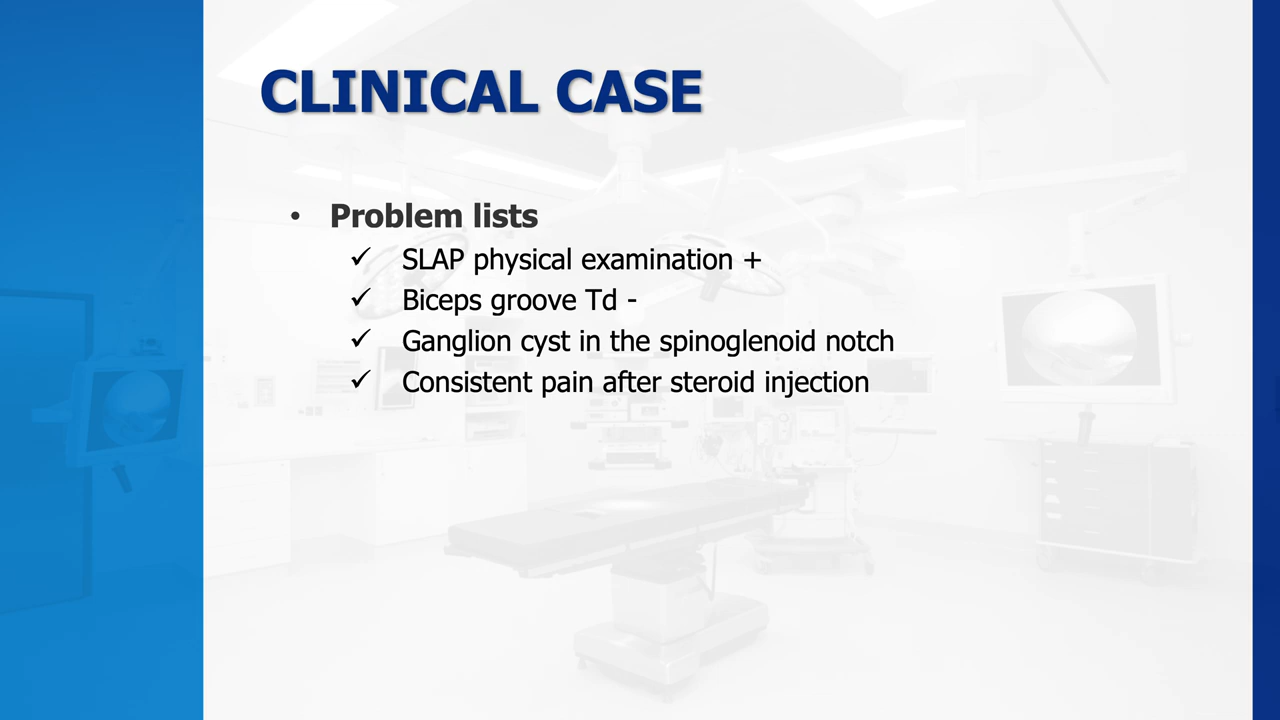 CLINICAL CASE
• Problem lists
✓ SLAP physical examination +
✓ Biceps groove Td -
✓ Ganglion cyst in the spinoglenoid notch
✓ Consistent pain after steroid injection